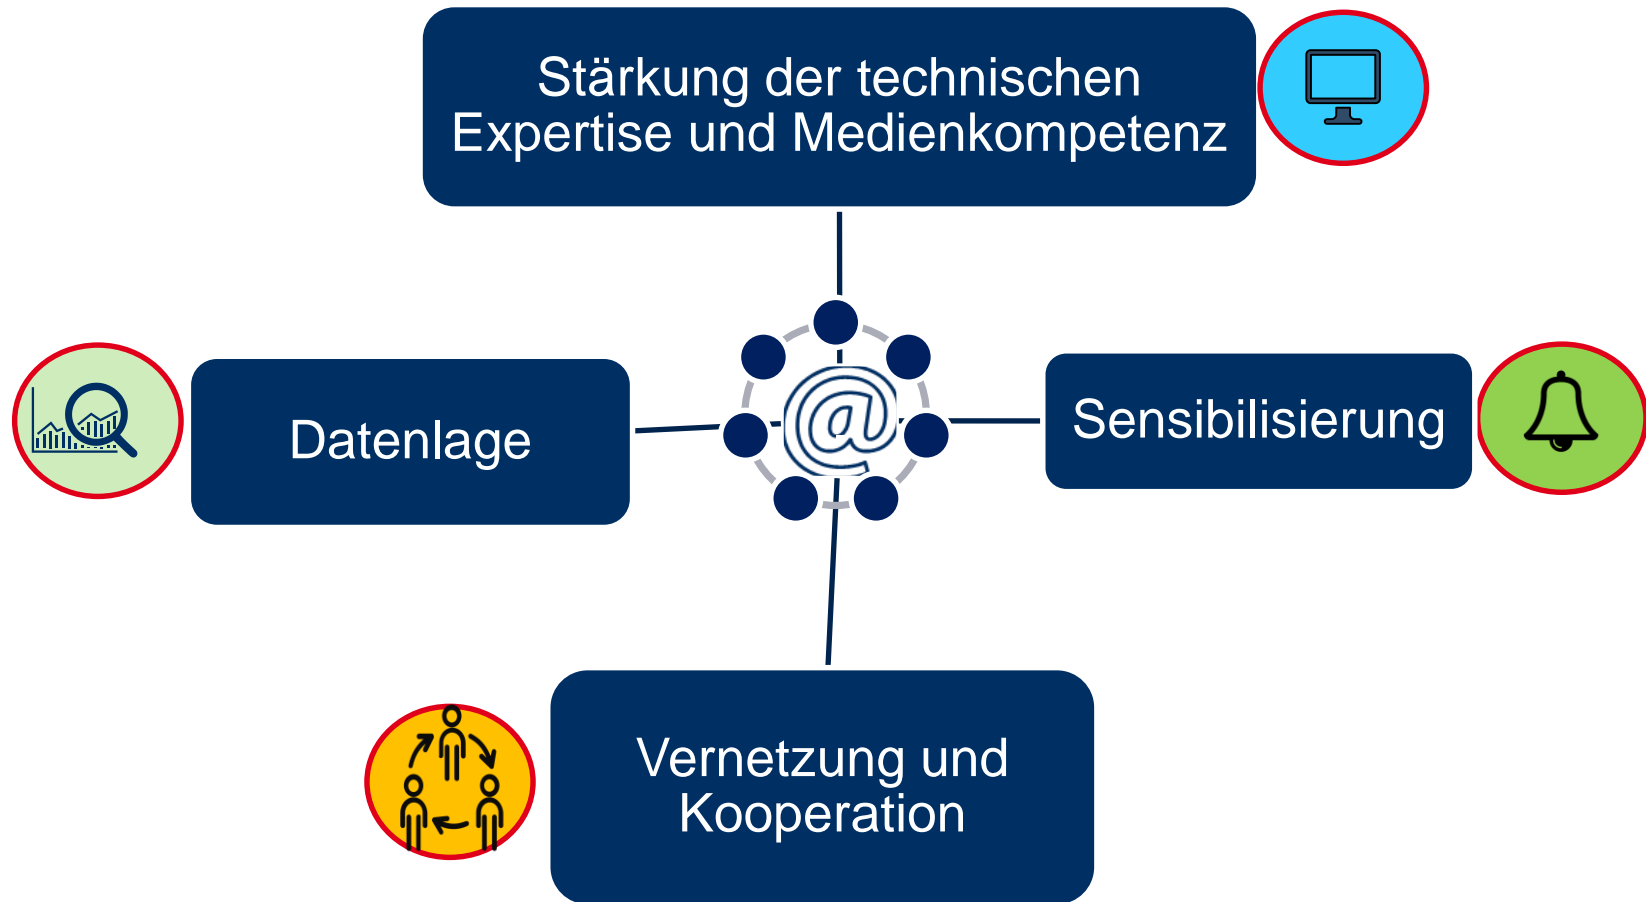 Stärkung der technischen
Expertise und Medienkompetenz
Datenlage
@
Sensibilisierung
Vernetzung und
Kooperation